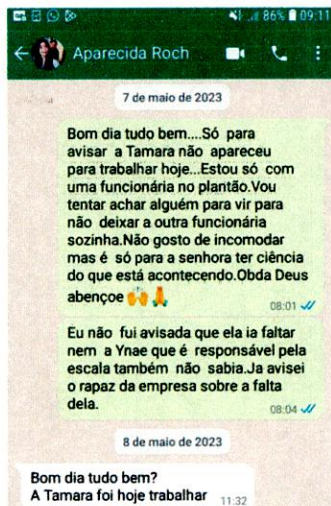 86% 09:11
Aparecida Roch
7 de maio de 2023
Bom dia tudo bem....Só para
avisar a Tamara não apareceu
para trabalhar hoje...Estou só com
uma funcionária no plantão.Vou
tentar achar alguém para vir para
não deixar a outra funcionária
sozinha.Não gosto de incomodar
mas é só para a senhora ter ciência
do que está acontecendo.Obda Deus
abençoe 🙌🙏
08:01
Eu não fui avisada que ela ia faltar
nem a Ynae que é responsável pela
escala também não sabia.Ja avisei
o rapaz da empresa sobre a falta
dela.
08:04
8 de maio de 2023
Bom dia tudo bem?
A Tamara foi hoje trabalhar 11:32